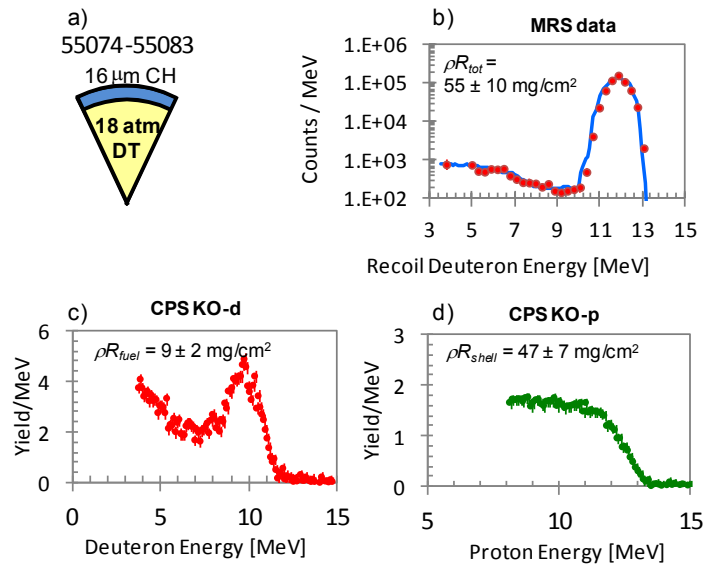 a)
55074-55083
16 μm CH
18 atm
DT
b)
MRS data
ρR_tot =
55 ± 10 mg/cm²
Counts / MeV
1.E+06
1.E+05
1.E+04
1.E+03
1.E+02
3 5 7 9 11 13 15
Recoil Deuteron Energy [MeV]
c)
CPS KO-d
ρR_fuel = 9 ± 2 mg/cm²
Yield/MeV
6
4
2
0
0 5 10 15
Deuteron Energy [MeV]
d)
CPS KO-p
ρR_shell = 47 ± 7 mg/cm²
Yield/MeV
3
2
1
0
5 10 15
Proton Energy [MeV]